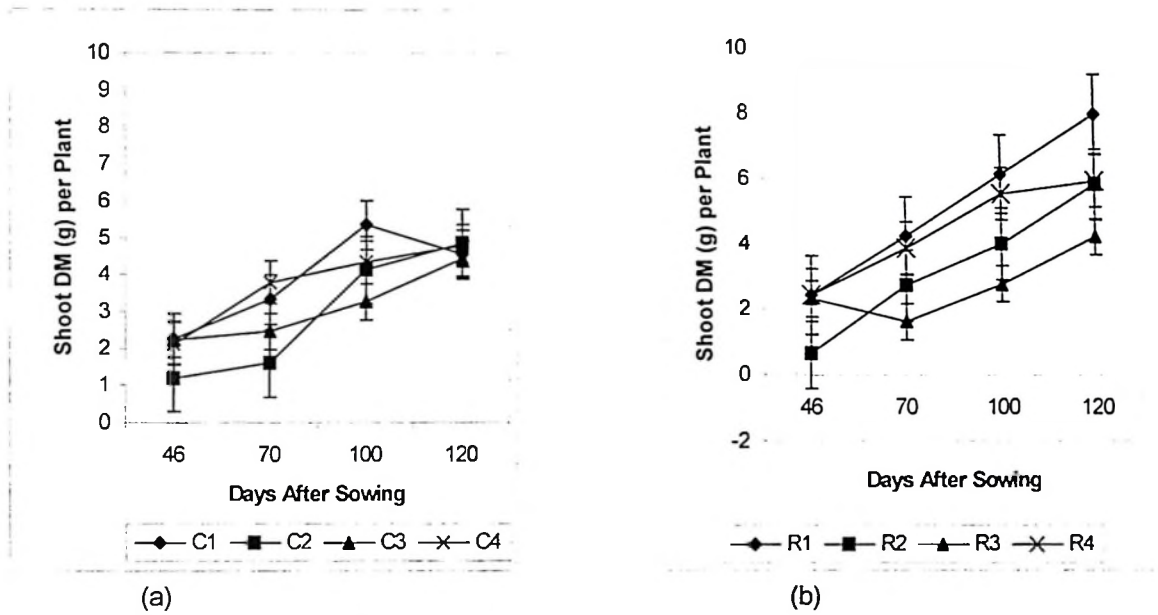 10
9
8
7
6
5
4
3
2
1
0
Shoot DM (g) per Plant
46 70 100 120
Days After Sowing
C1 C2 C3 C4
(a)
10
8
6
4
2
0
-2
Shoot DM (g) per Plant
46 70 100 120
Days After Sowing
R1 R2 R3 R4
(b)